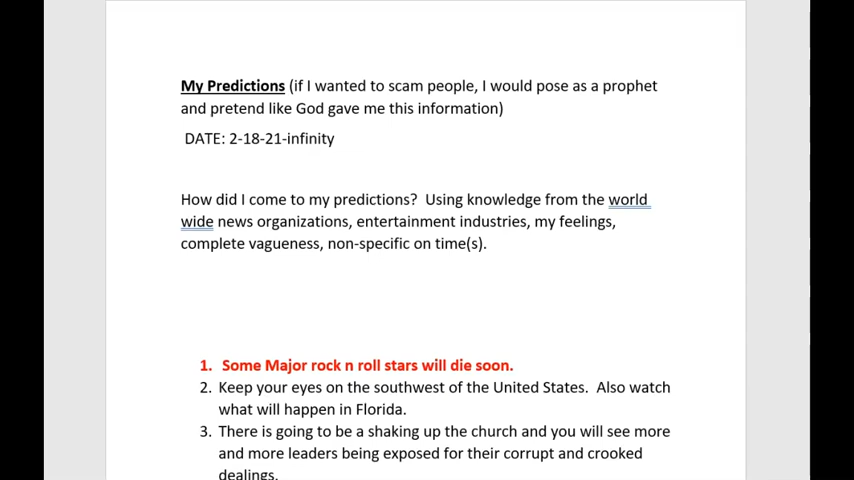 My Predictions (if I wanted to scam people, I would pose as a prophet
and pretend like God gave me this information)
DATE: 2-18-21-infinity
How did I come to my predictions? Using knowledge from the world
wide news organizations, entertainment industries, my feelings,
complete vagueness, non-specific on time(s).
1. Some Major rock n roll stars will die soon.
2. Keep your eyes on the southwest of the United States. Also watch
what will happen in Florida.
3. There is going to be a shaking up the church and you will see more
and more leaders being exposed for their corrupt and crooked
dealings.